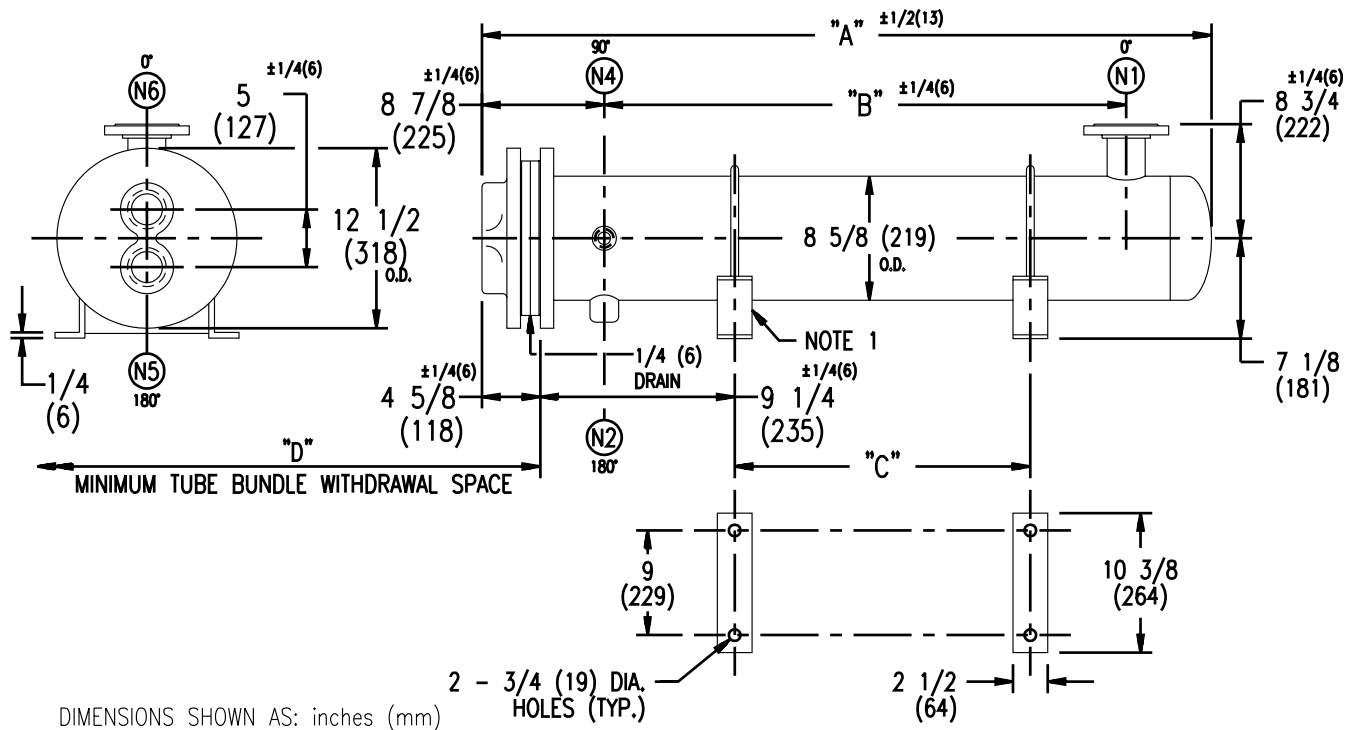 "A" ±1/2(13)
0°
N6
±1/4(6)
5
(127)
±1/4(6)
8 7/8
(225)
90°
N4
"B" ±1/4(6)
0°
N1
±1/4(6)
8 3/4
(222)
12 1/2
(318)
O.D.
8 5/8 (219)
O.D.
NOTE 1
1/4 (6)
DRAIN
7 1/8
(181)
1/4
(6)
N5
180°
±1/4(6)
4 5/8
(118)
±1/4(6)
9 1/4
(235)
N2
180°
"D"
MINIMUM TUBE BUNDLE WITHDRAWAL SPACE
"C"
9
(229)
10 3/8
(264)
2 - 3/4 (19) DIA.
HOLES (TYP.)
2 1/2
(64)
DIMENSIONS SHOWN AS: inches (mm)